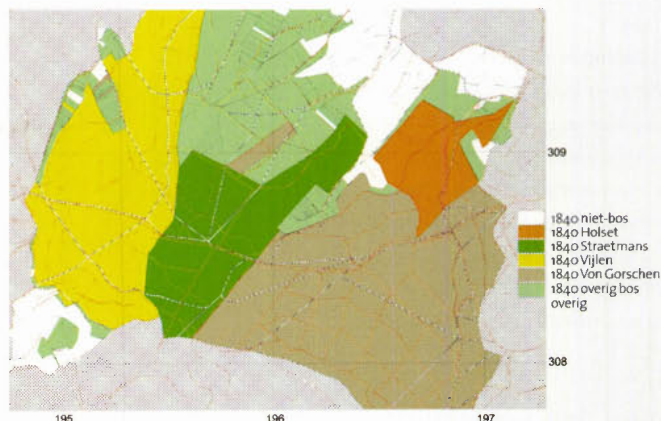 309
1840 niet-bos
1840 Holset
1840 Straetmans
1840 Vijlen
1840 Von Gorschen
1840 overig bos
overig
308
195
196
197